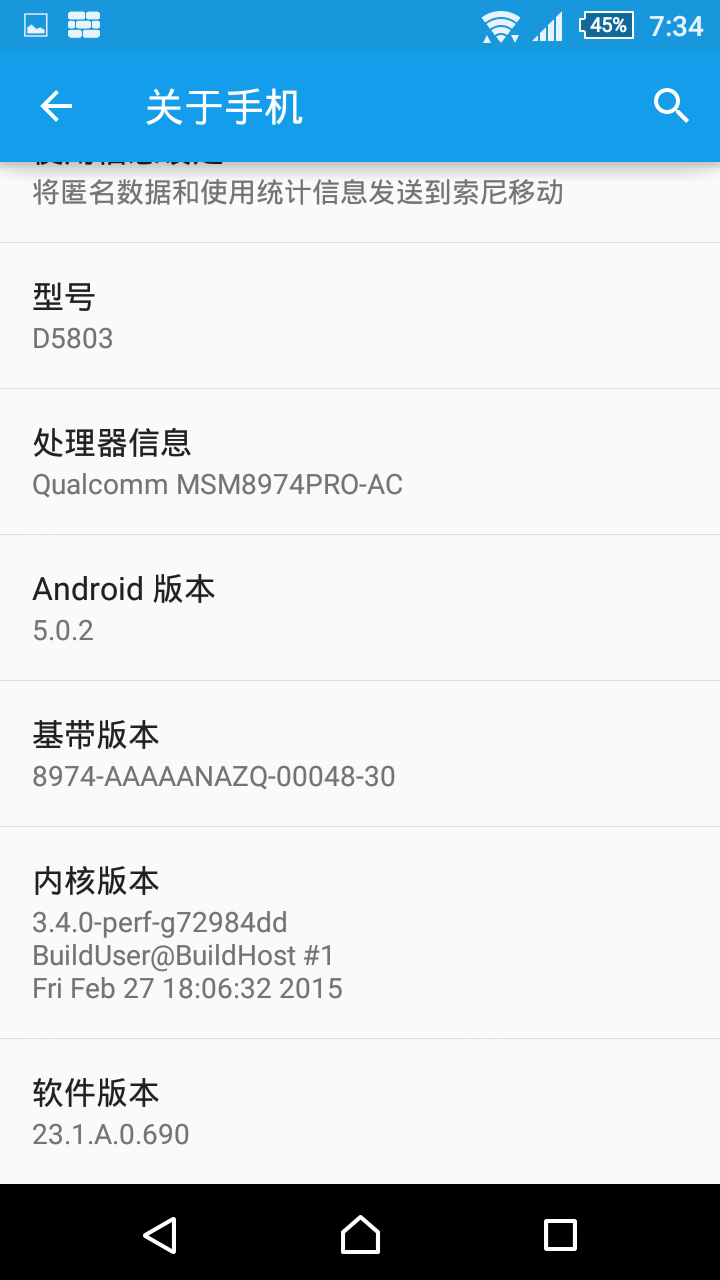 45% 7:34
关于手机
将匿名数据和使用统计信息发送到索尼移动
型号
D5803
处理器信息
Qualcomm MSM8974PRO-AC
Android 版本
5.0.2
基带版本
8974-AAAAANAZQ-00048-30
内核版本
3.4.0-perf-g72984dd
BuildUser@BuildHost #1
Fri Feb 27 18:06:32 2015
软件版本
23.1.A.0.690